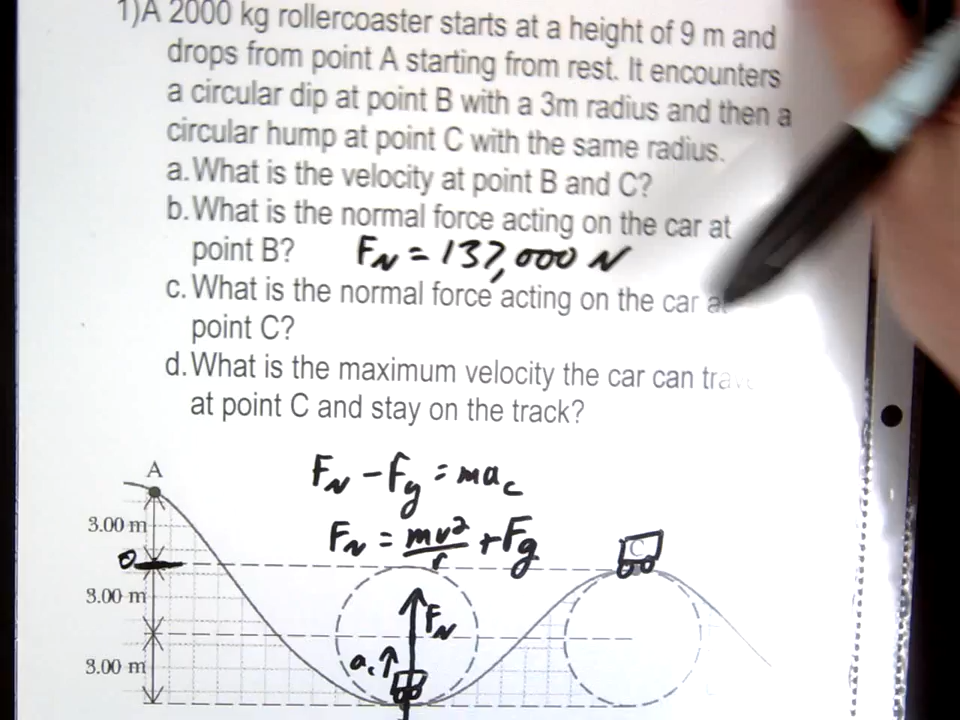 1)A 2000 kg rollercoaster starts at a height of 9 m and
drops from point A starting from rest. It encounters
a circular dip at point B with a 3m radius and then a
circular hump at point C with the same radius.
a. What is the velocity at point B and C?
b. What is the normal force acting on the car at
point B? FN = 137,000 N
c. What is the normal force acting on the car a
point C?
d. What is the maximum velocity the car can tra
at point C and stay on the track?
FN - Fg = mac
FN = mv²/r + Fg
A
3.00 m
0
C
3.00 m
FN
ac
3.00 m